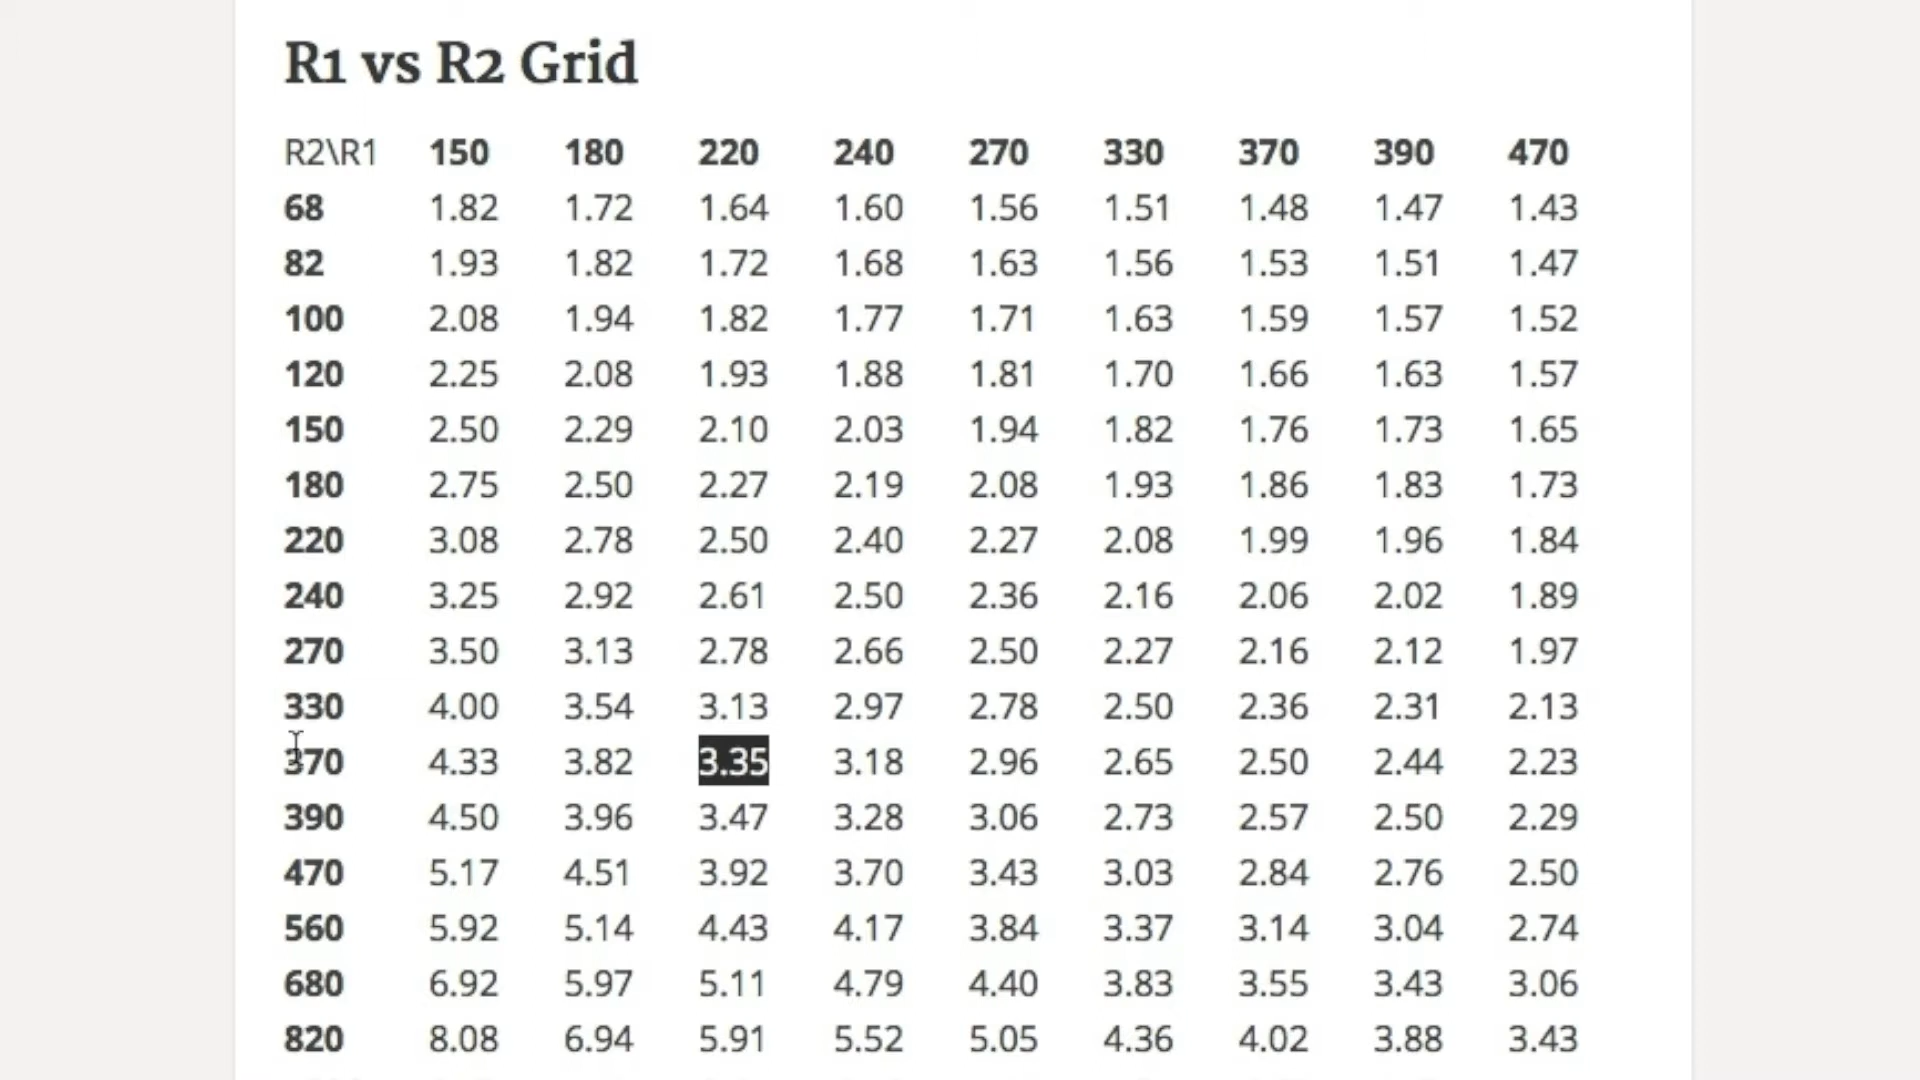 R1 vs R2 Grid
R2\R1 150 180 220 240 270 330 370 390 470
68 1.82 1.72 1.64 1.60 1.56 1.51 1.48 1.47 1.43
82 1.93 1.82 1.72 1.68 1.63 1.56 1.53 1.51 1.47
100 2.08 1.94 1.82 1.77 1.71 1.63 1.59 1.57 1.52
120 2.25 2.08 1.93 1.88 1.81 1.70 1.66 1.63 1.57
150 2.50 2.29 2.10 2.03 1.94 1.82 1.76 1.73 1.65
180 2.75 2.50 2.27 2.19 2.08 1.93 1.86 1.83 1.73
220 3.08 2.78 2.50 2.40 2.27 2.08 1.99 1.96 1.84
240 3.25 2.92 2.61 2.50 2.36 2.16 2.06 2.02 1.89
270 3.50 3.13 2.78 2.66 2.50 2.27 2.16 2.12 1.97
330 4.00 3.54 3.13 2.97 2.78 2.50 2.36 2.31 2.13
370 4.33 3.82 3.35 3.18 2.96 2.65 2.50 2.44 2.23
390 4.50 3.96 3.47 3.28 3.06 2.73 2.57 2.50 2.29
470 5.17 4.51 3.92 3.70 3.43 3.03 2.84 2.76 2.50
560 5.92 5.14 4.43 4.17 3.84 3.37 3.14 3.04 2.74
680 6.92 5.97 5.11 4.79 4.40 3.83 3.55 3.43 3.06
820 8.08 6.94 5.91 5.52 5.05 4.36 4.02 3.88 3.43